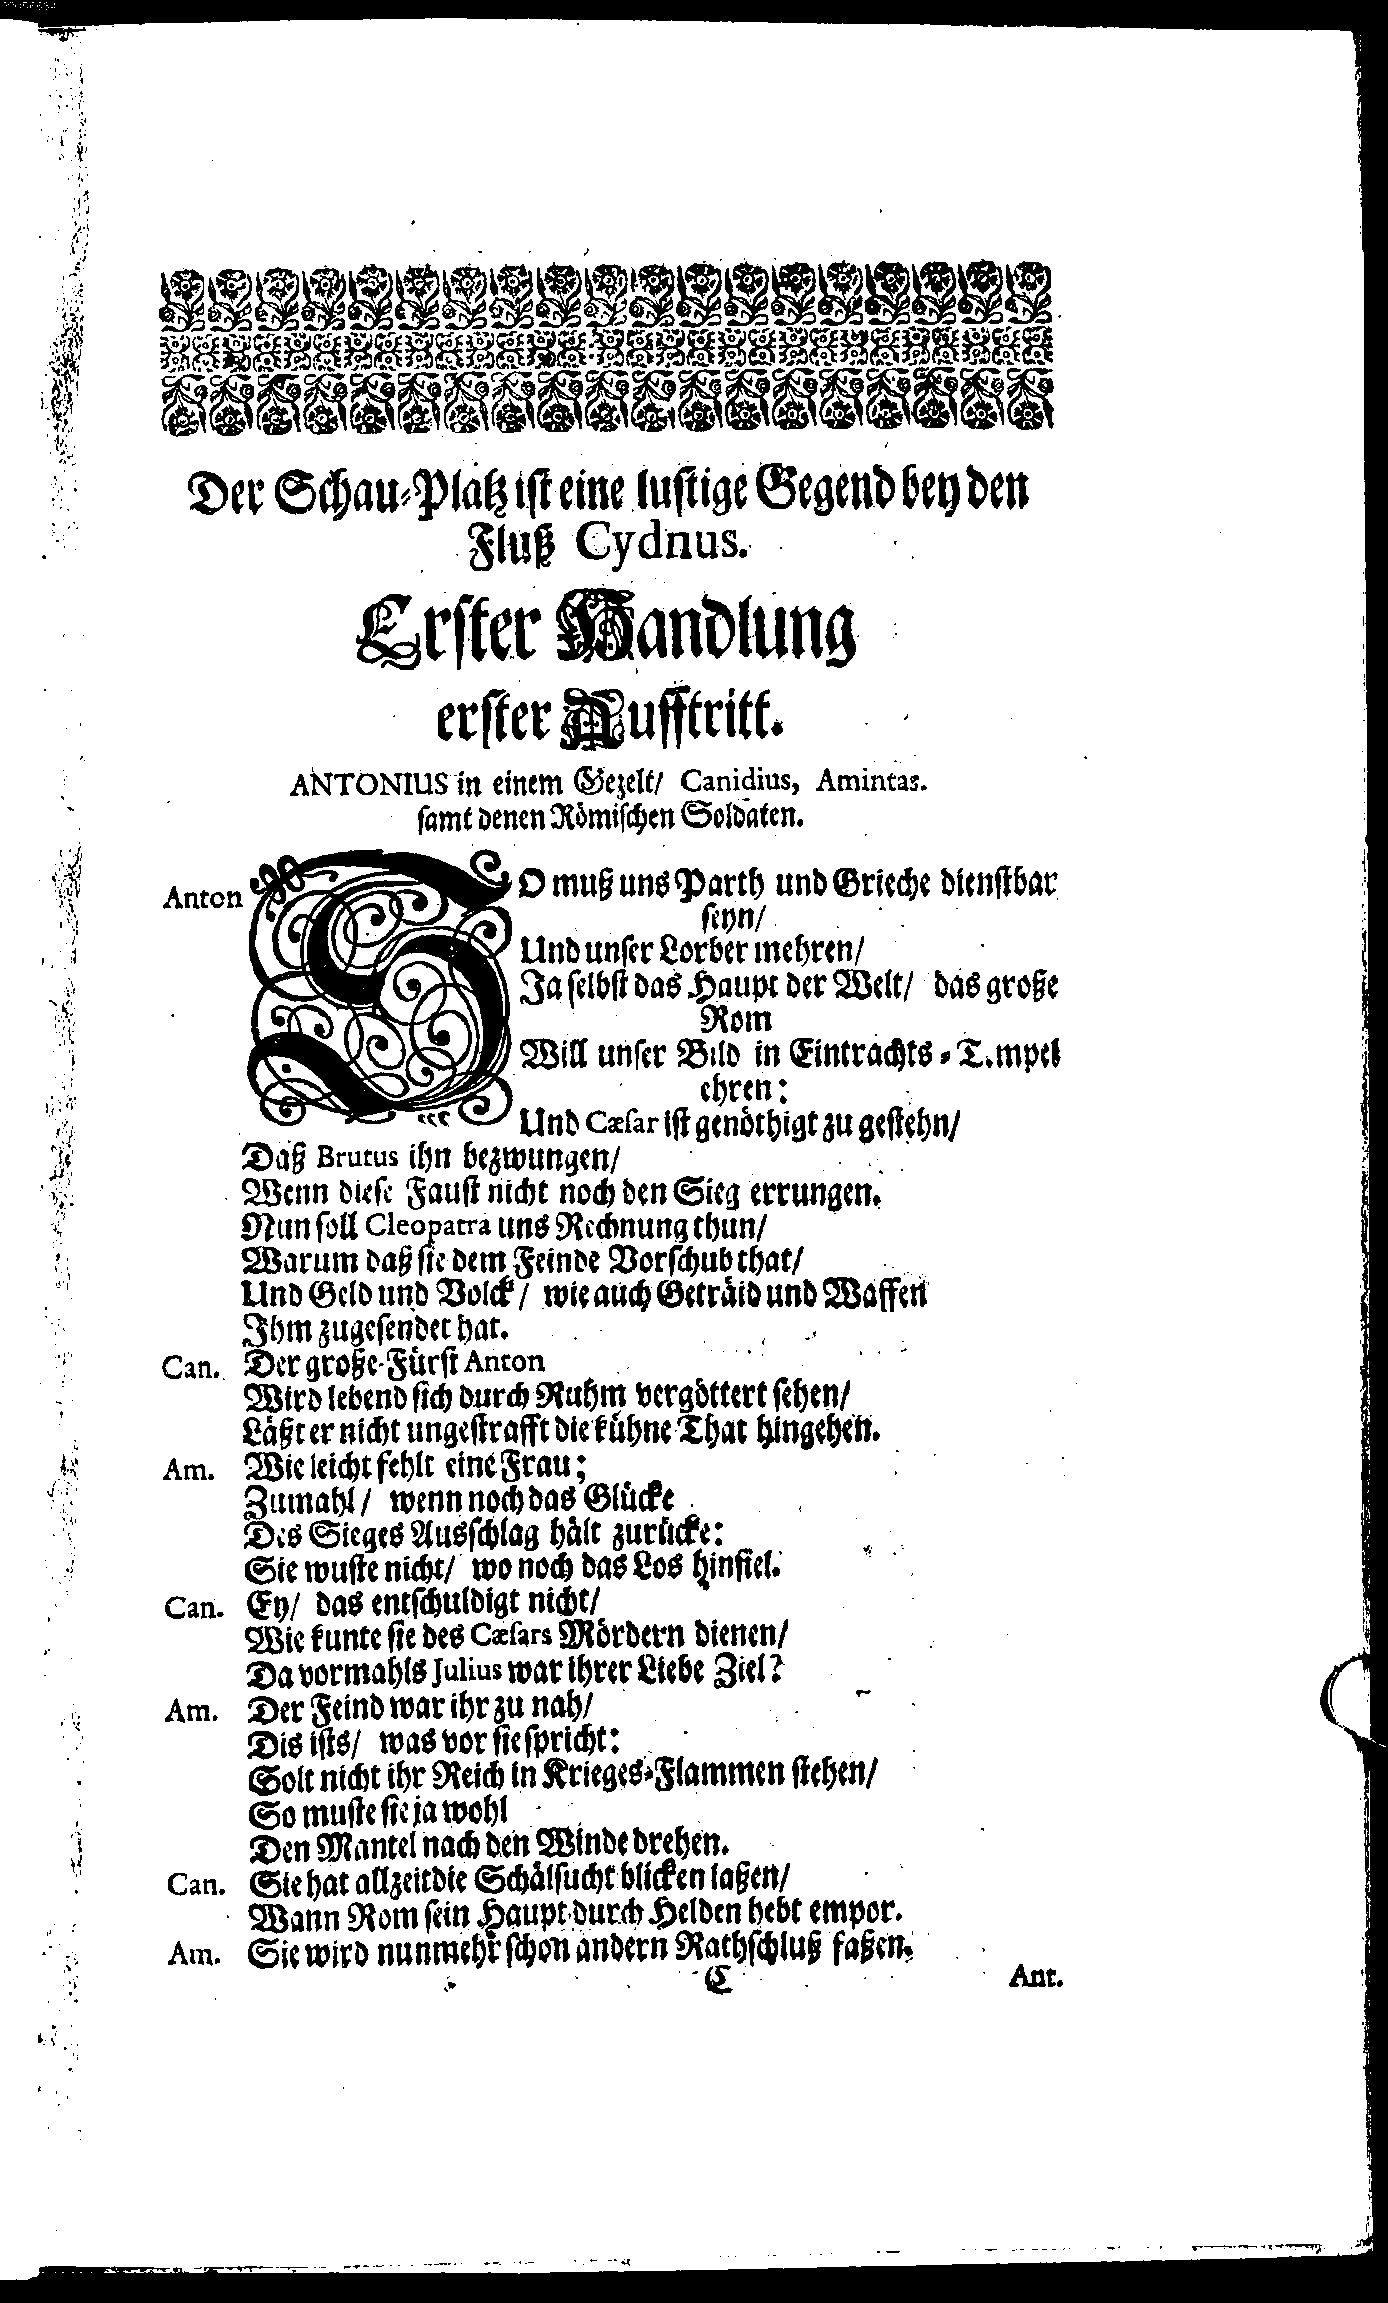 Der Schau-Platz ist eine lustige Gegend bey den
Fluß Cydnus.
Erster Handlung
erster Aufftritt.
ANTONIUS in einem Gezelt/ Canidius, Amintas.
samt denen Römischen Soldaten.
Anton SO muß uns Parth und Grieche dienstbar
seyn/
Und unser Lorber mehren/
Ja selbst das Haupt der Welt/ das große
Rom
Will unser Bild in Eintrachts-T.mpel
ehren:
Und Cæsar ist genöthigt zu gestehn/
Daß Brutus ihn bezwungen/
Wenn diese Faust nicht noch den Sieg errungen.
Nun soll Cleopatra uns Rechnung thun/
Warum daß sie dem Feinde Vorschub that/
Und Geld und Volck/ wie auch Geträid und Waffen
Ihm zugesendet hat.
Can. Der große Fürst Anton
Wird lebend sich durch Ruhm vergöttert sehen/
Läßt er nicht ungestrafft die kühne That hingehen.
Am. Wie leicht fehlt eine Frau;
Zumahl/ wenn noch das Glücke
Des Sieges Ausschlag hält zurücke:
Sie wuste nicht/ wo noch das Los hinfiel.
Can. Ey/ das entschuldigt nicht/
Wie kunte sie des Cæsars Mördern dienen/
Da vormahls Julius war ihrer Liebe Ziel?
Am. Der Feind war ihr zu nah/
Dis ists/ was vor sie spricht:
Solt nicht ihr Reich in Krieges-Flammen stehen/
So muste sie ja wohl
Den Mantel nach den Winde drehen.
Can. Sie hat allzeit die Schälsucht blicken laßen/
Wann Rom sein Haupt durch Helden hebt empor.
Am. Sie wird nunmehr schon andern Rathschluß faßen.
C Ant.